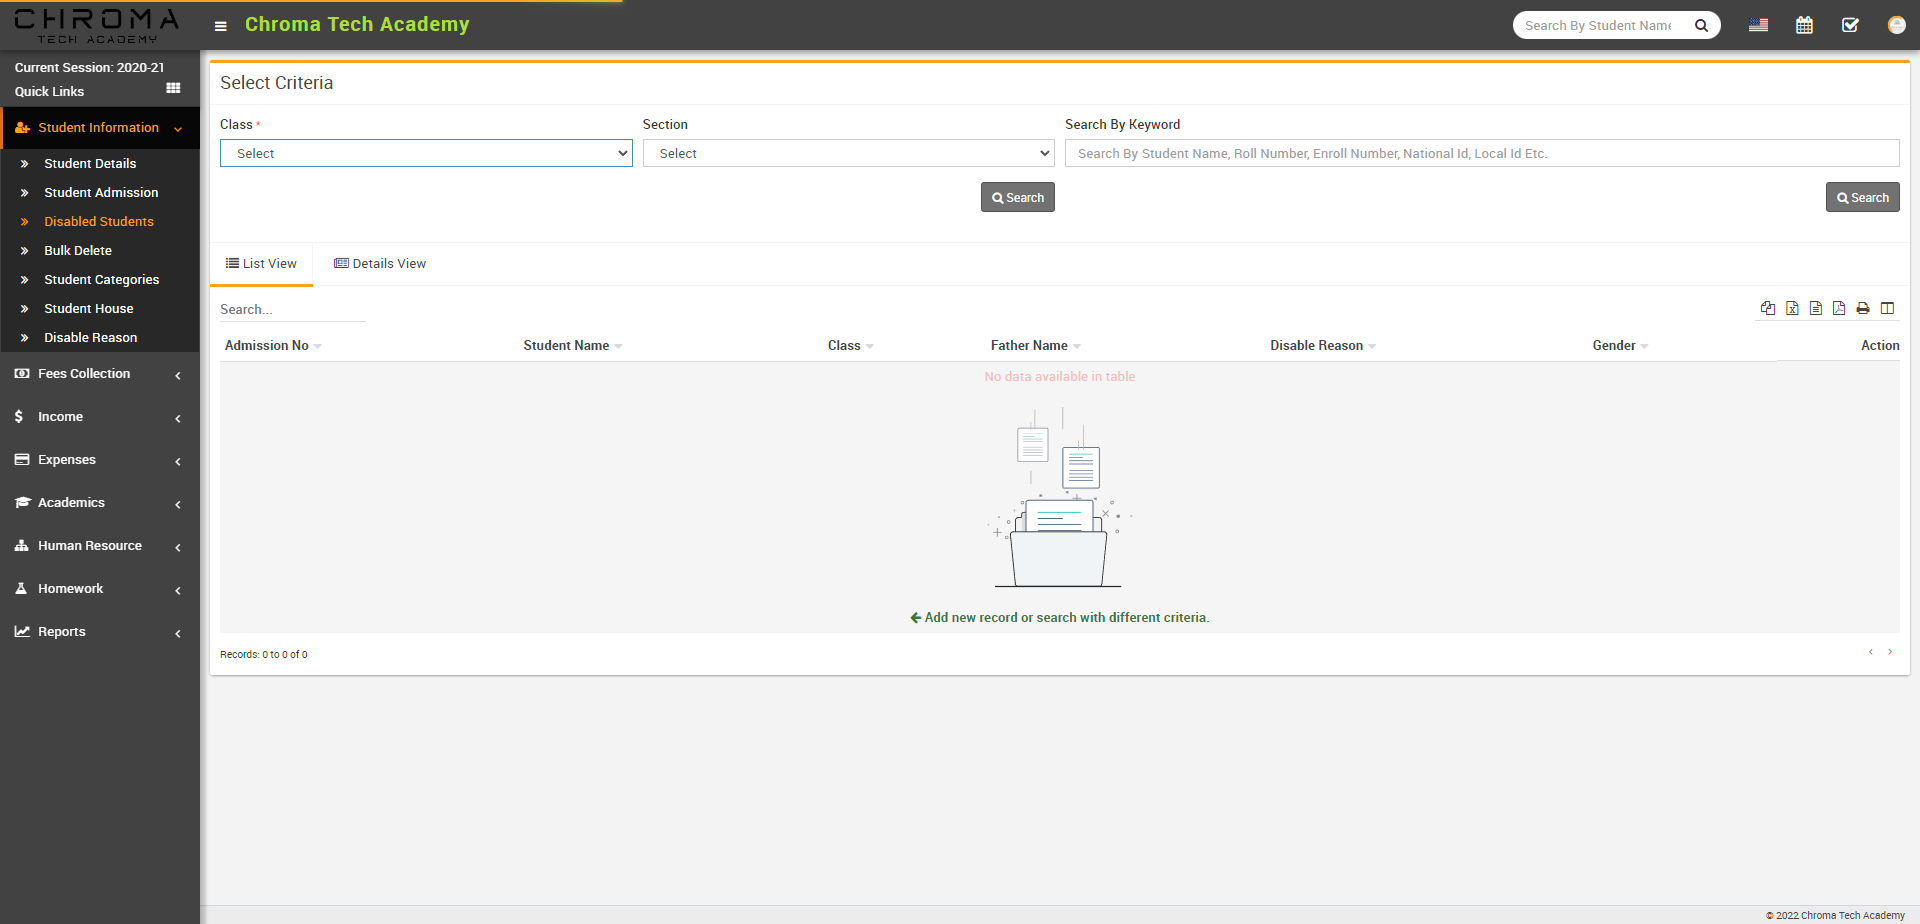 CHROMA
TECH ACADEMY
Chroma Tech Academy
Search By Student Name
Current Session: 2020-21
Quick Links
Student Information
Student Details
Student Admission
Disabled Students
Bulk Delete
Student Categories
Student House
Disable Reason
Fees Collection
Income
Expenses
Academics
Human Resource
Homework
Reports
Select Criteria
Class *
Section
Search By Keyword
Select
Select
Search By Student Name, Roll Number, Enroll Number, National Id, Local Id Etc.
Search
Search
List View
Details View
Search...
Admission No
Student Name
Class
Father Name
Disable Reason
Gender
Action
No data available in table
Add new record or search with different criteria.
Records: 0 to 0 of 0
© 2022 Chroma Tech Academy